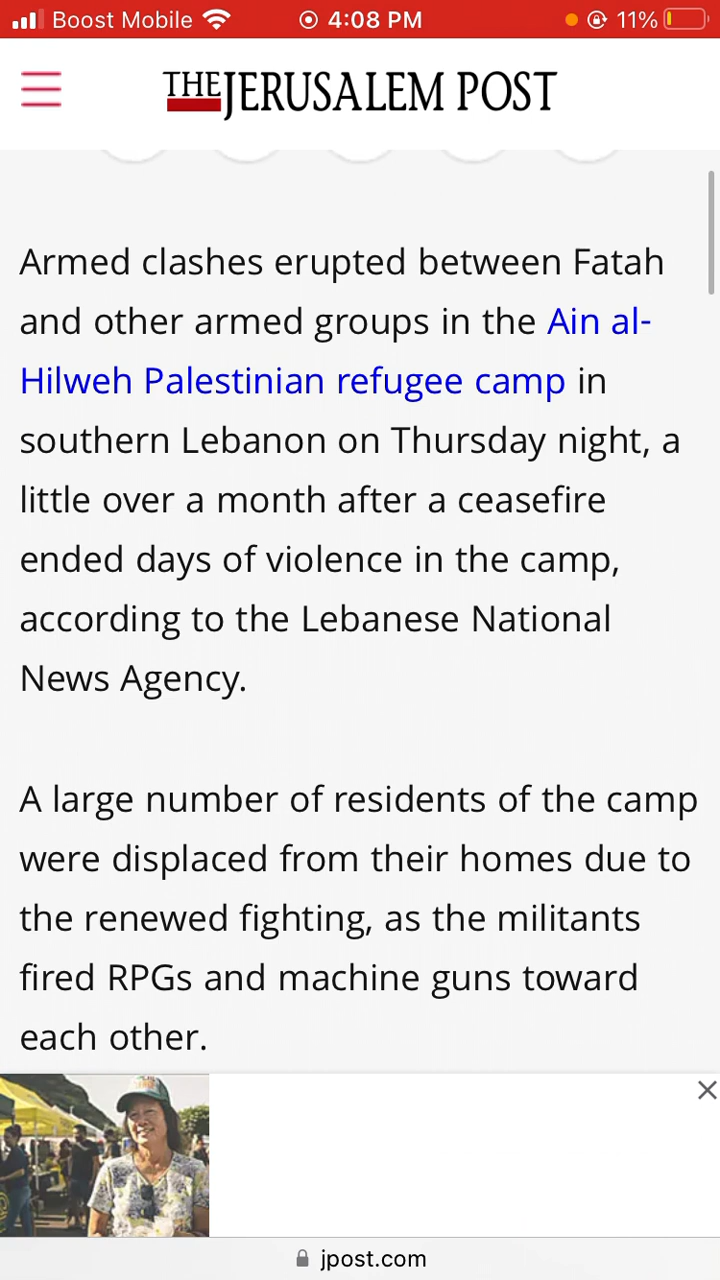 Boost Mobile 4:08 PM 11%
THE JERUSALEM POST
Armed clashes erupted between Fatah
and other armed groups in the Ain al-
Hilweh Palestinian refugee camp in
southern Lebanon on Thursday night, a
little over a month after a ceasefire
ended days of violence in the camp,
according to the Lebanese National
News Agency.
A large number of residents of the camp
were displaced from their homes due to
the renewed fighting, as the militants
fired RPGs and machine guns toward
each other.
jpost.com